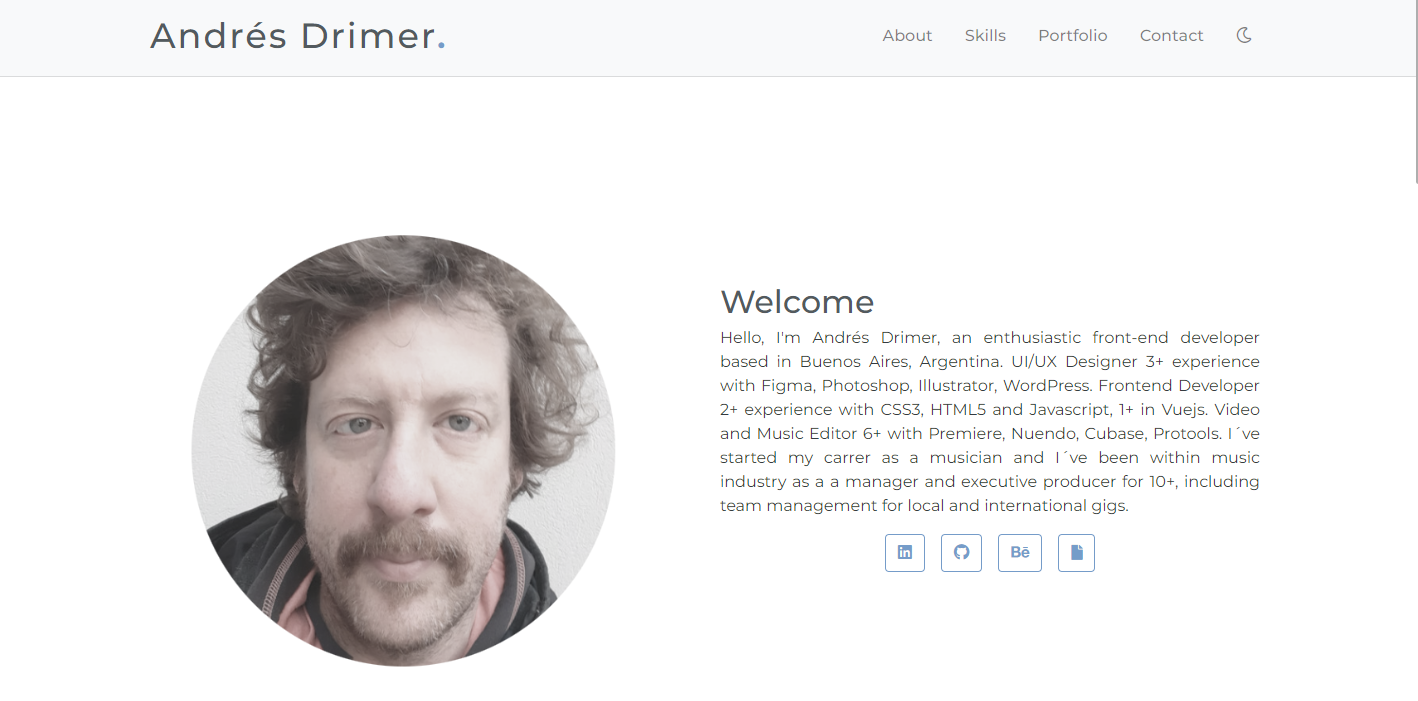 Andrés Drimer.
About Skills Portfolio Contact
Welcome
Hello, I'm Andrés Drimer, an enthusiastic front-end developer
based in Buenos Aires, Argentina. UI/UX Designer 3+ experience
with Figma, Photoshop, Illustrator, WordPress. Frontend Developer
2+ experience with CSS3, HTML5 and Javascript, 1+ in Vuejs. Video
and Music Editor 6+ with Premiere, Nuendo, Cubase, Protools. I´ve
started my carrer as a musician and I´ve been within music
industry as a a manager and executive producer for 10+, including
team management for local and international gigs.
in Bē